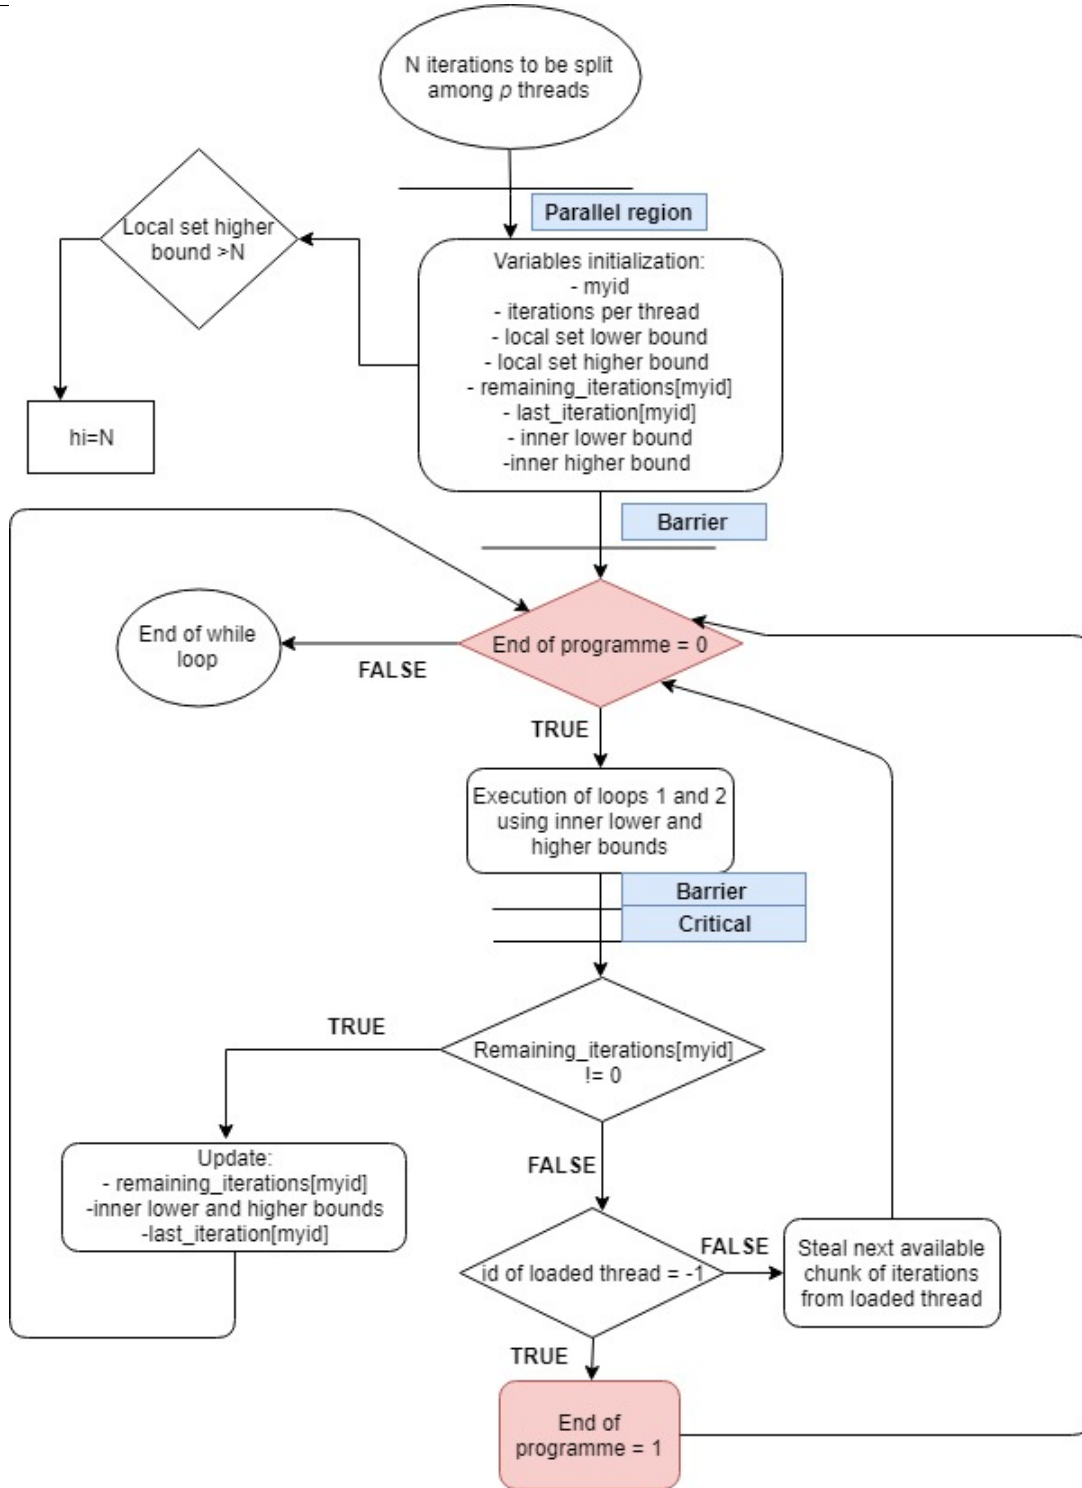 N iterations to be split
among p threads
Parallel region
Local set higher
bound >N
Variables initialization:
- myid
- iterations per thread
- local set lower bound
- local set higher bound
- remaining_iterations[myid]
- last_iteration[myid]
- inner lower bound
-inner higher bound
hi=N
Barrier
End of while
loop
FALSE
End of programme = 0
TRUE
Execution of loops 1 and 2
using inner lower and
higher bounds
Barrier
Critical
TRUE
Remaining_iterations[myid]
!= 0
Update:
- remaining_iterations[myid]
-inner lower and higher bounds
-last_iteration[myid]
FALSE
id of loaded thread = -1
FALSE
Steal next available
chunk of iterations
from loaded thread
TRUE
End of
programme = 1